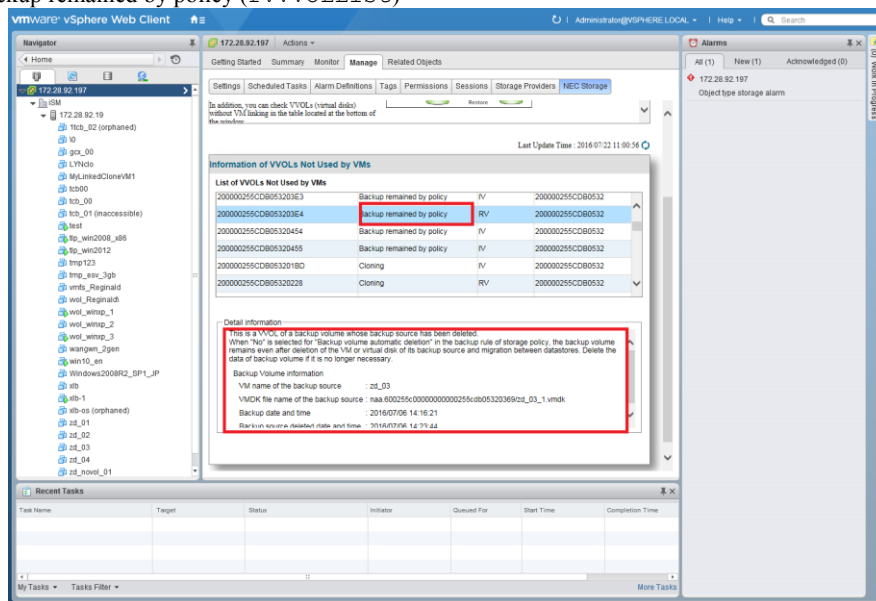 ckup remained by policy (
vmware® vSphere Web Client
Administrator@VSPHERE.LOCAL
Help
Search
Navigator
Home
172.28.92.197
iSM
172.28.92.19
gcx_00
LYNclo
MyLinkedCloneVM1
tcb00
tcb_00
tcb_01 (inaccessible)
test
tlp_win2008_x86
tlp_win2012
tmp123
tmp_esv_3gb
vmfs_Reginald
wol_Reginaldi
wol_winxp_1
wol_winxp_2
wol_winxp_3
wangwn_2gen
win10_en
Windows2008R2_SP1_JP
xlb
xlb-1
xlb-os (orphaned)
zd_01
zd_02
zd_03
zd_04
zd_novol_01
172.28.92.197 Actions
Getting Started Summary Monitor Manage Related Objects
Settings Scheduled Tasks Alarm Definitions Tags Permissions Sessions Storage Providers NEC Storage
In addition, you can check VVOLs (virtual disks)
without VM linking in the table located at the bottom of
the window.
Restore
Last Update Time : 2016/07/22 11:00:56
Information of VVOLs Not Used by VMs
List of VVOLs Not Used by VMs
200000255CDB053203E3 Backup remained by policy IV 200000255CDB0532
200000255CDB053203E4 Backup remained by policy RV 200000255CDB0532
200000255CDB05320454 Backup remained by policy IV 200000255CDB0532
200000255CDB05320455 Backup remained by policy RV 200000255CDB0532
200000255CDB053201BD Cloning IV 200000255CDB0532
200000255CDB05320228 Cloning RV 200000255CDB0532
Detail information
This is a VVOL of a backup volume whose backup source has been deleted.
When "No" is selected for "Backup volume automatic deletion" in the backup rule of storage policy, the backup volume
remains even after deletion of the VM or virtual disk of its backup source and migration between datastores. Delete the
data of backup volume if it is no longer necessary.
Backup Volume information
VM name of the backup source : zd_03
VMDK file name of the backup source : naa.600255c00000000000255cdb05320369/zd_03_1.vmdk
Backup date and time : 2016/07/06 14:16:21
Backup source deleted date and time : 2016/07/06 14:23:44
Alarms
All (1) New (1) Acknowledged (0)
172.28.92.197
Object type storage alarm
(0) Work In Progress
Recent Tasks
Task Name Target Status Initiator Queued For Start Time Completion Time
My Tasks Tasks Filter More Tasks